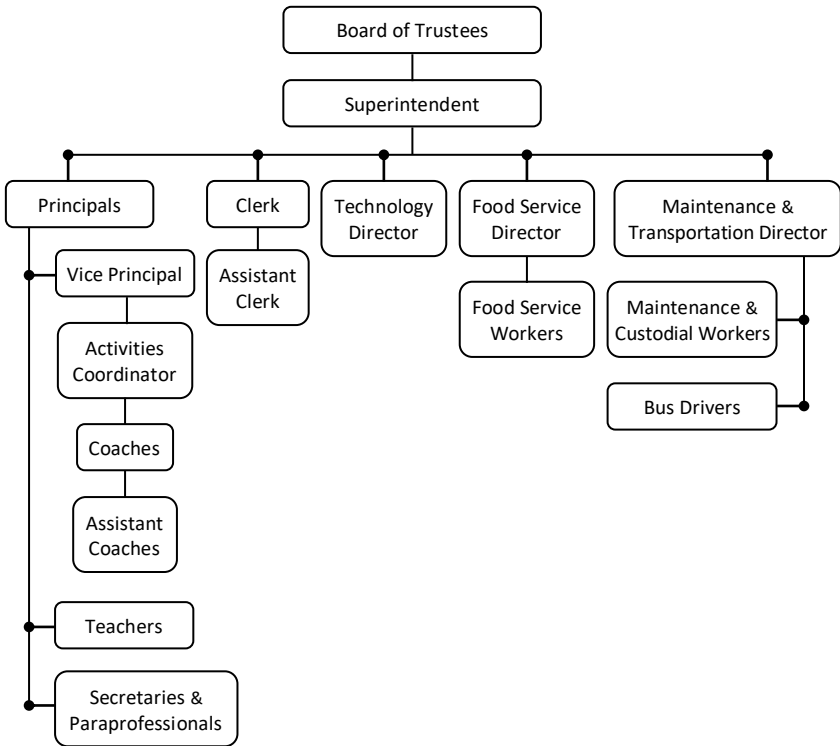 Board of Trustees
Superintendent
Principals
Clerk
Technology
Director
Food Service
Director
Maintenance &
Transportation Director
Vice Principal
Assistant
Clerk
Food Service
Workers
Maintenance &
Custodial Workers
Activities
Coordinator
Bus Drivers
Coaches
Assistant
Coaches
Teachers
Secretaries &
Paraprofessionals